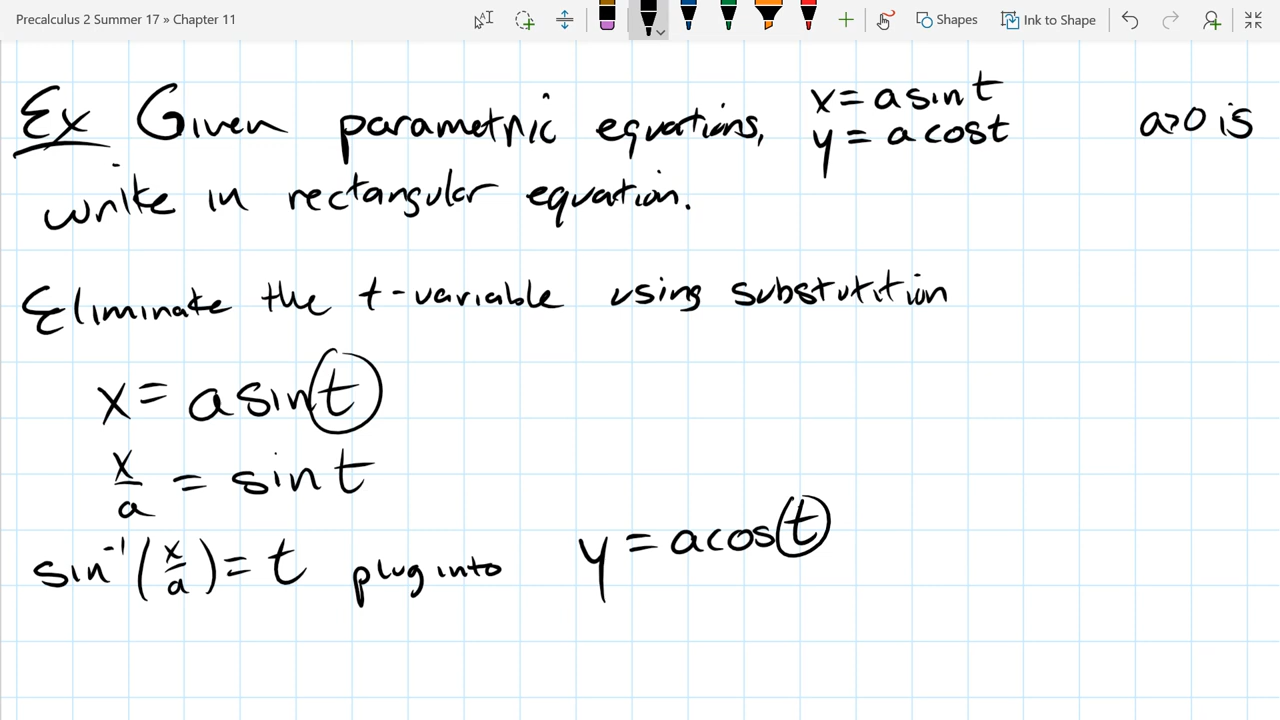 Precalculus 2 Summer 17 » Chapter 11
Shapes
Ink to Shape
Ex Given parametric equations, x = a sin t a>0 is
y = a cos t
write in rectangular equation.
Eliminate the t-variable using substutition
x = a sin t
x/a = sin t
sin⁻¹(x/a) = t plug into y = a cos t